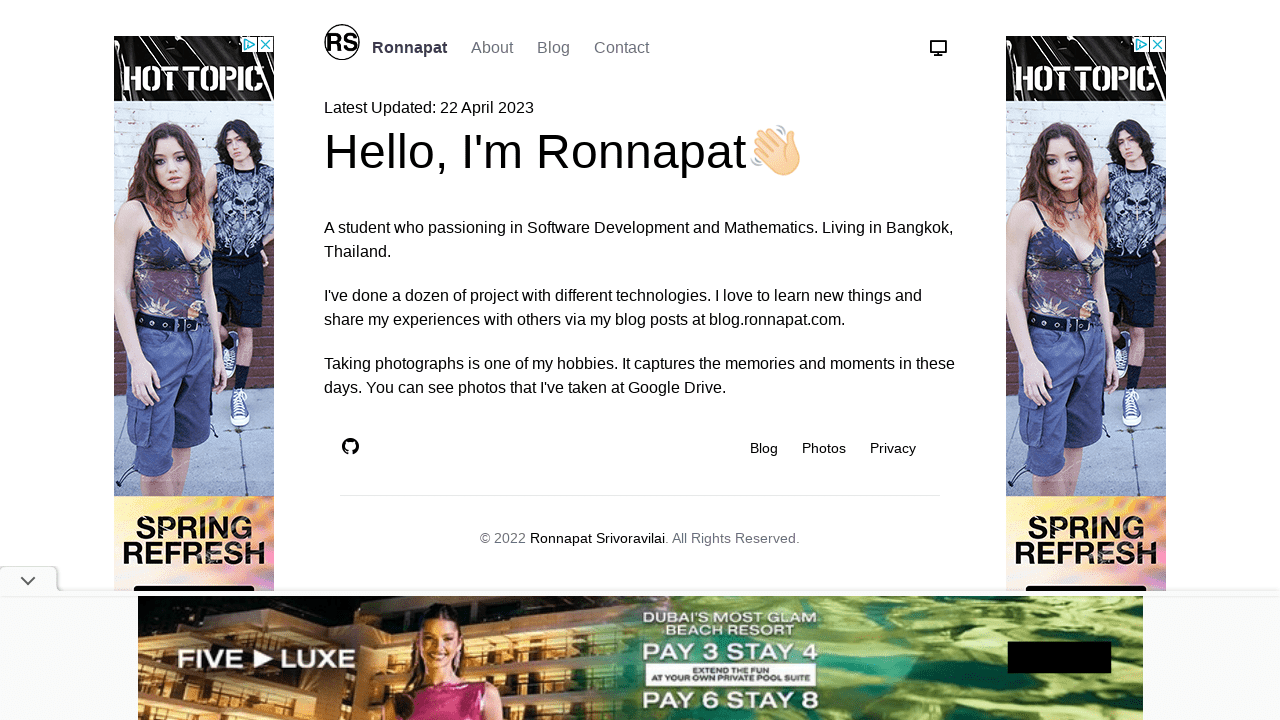 RS Ronnapat About Blog Contact
Latest Updated: 22 April 2023
Hello, I'm Ronnapat
A student who passioning in Software Development and Mathematics. Living in Bangkok,
Thailand.
I've done a dozen of project with different technologies. I love to learn new things and
share my experiences with others via my blog posts at blog.ronnapat.com.
Taking photographs is one of my hobbies. It captures the memories and moments in these
days. You can see photos that I've taken at Google Drive.
Blog Photos Privacy
© 2022 Ronnapat Srivoravilai. All Rights Reserved.
HOT TOPIC
SPRING
REFRESH
HOT TOPIC
SPRING
REFRESH
FIVE LUXE
DUBAI'S MOST GLAM
BEACH RESORT
PAY 3 STAY 4
EXTEND THE FUN
AT YOUR OWN PRIVATE POOL SUITE
PAY 6 STAY 8